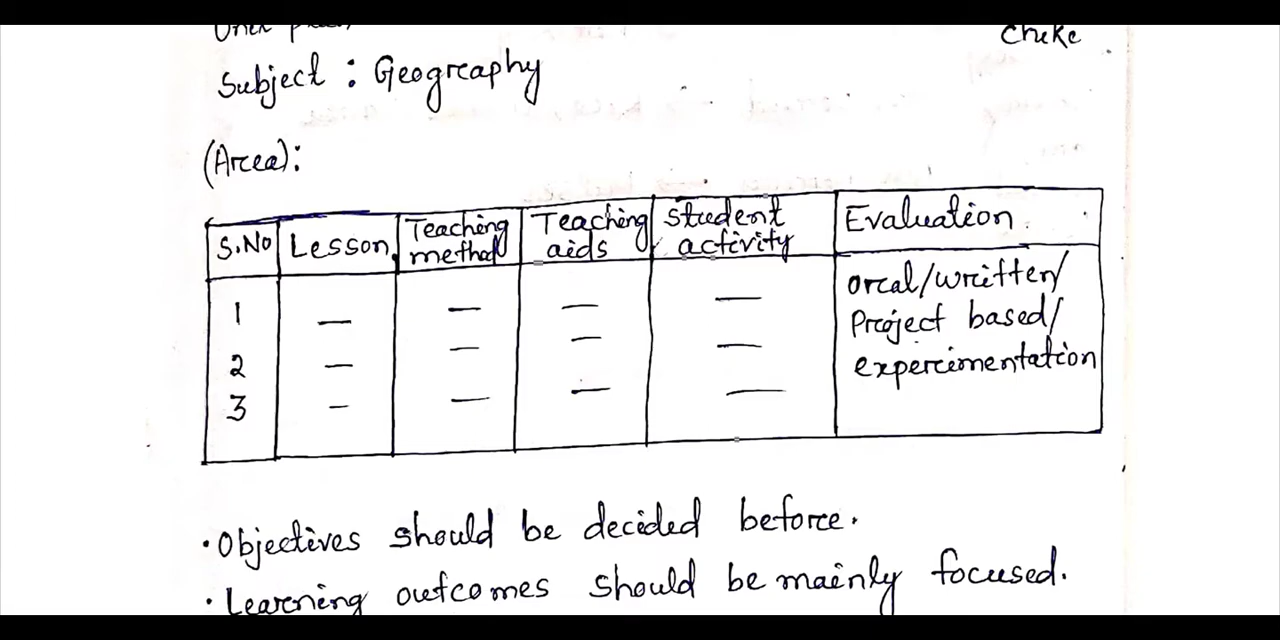 Subject : Geography
(Area):
S.No Lesson Teaching method Teaching aids Student activity Evaluation
1 — — — — oral/written/
2 — — — — Project based/
3 — — — — experimentation
• Objectives should be decided before.
• Learning outcomes should be mainly focused.